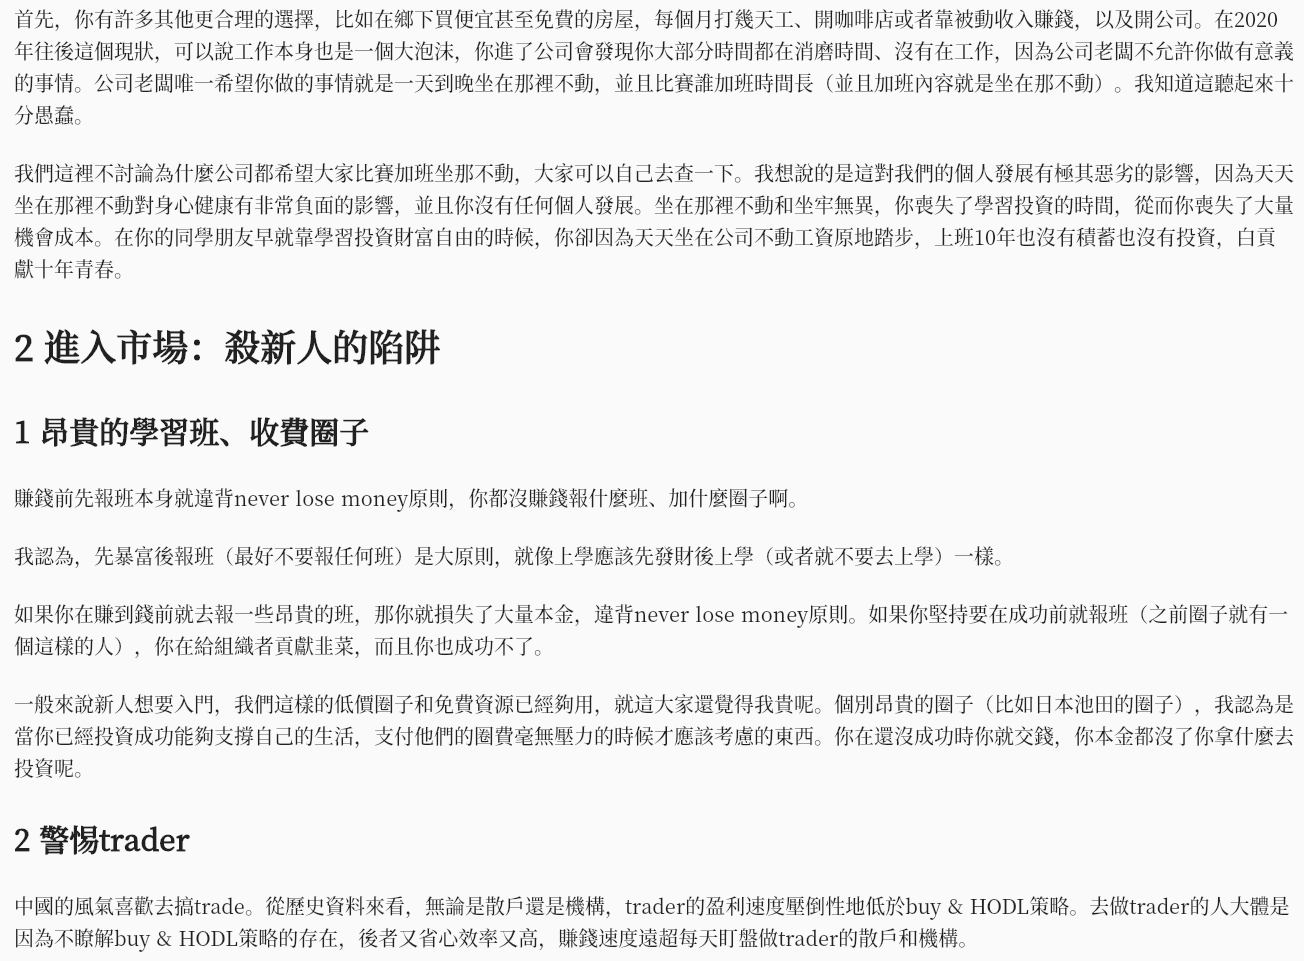 首先，你有許多其他更合理的選擇，比如在鄉下買便宜甚至免費的房屋，每個月打幾天工、開咖啡店或者靠被動收入賺錢，以及開公司。在2020
年往後這個現狀，可以說工作本身也是一個大泡沫，你進了公司會發現你大部分時間都在消磨時間、沒有在工作，因為公司老闆不允許你做有意義
的事情。公司老闆唯一希望你做的事情就是一天到晚坐在那裡不動，並且比賽誰加班時間長（並且加班內容就是坐在那不動）。我知道這聽起來十
分愚蠢。
我們這裡不討論為什麼公司都希望大家比賽加班坐那不動，大家可以自己去查一下。我想說的是這對我們的個人發展有極其惡劣的影響，因為天天
坐在那裡不動對身心健康有非常負面的影響，並且你沒有任何個人發展。坐在那裡不動和坐牢無異，你喪失了學習投資的時間，從而你喪失了大量
機會成本。在你的同學朋友早就靠學習投資財富自由的時候，你卻因為天天坐在公司不動工資原地踏步，上班10年也沒有積蓄也沒有投資，白貢
獻十年青春。
2 進入市場：殺新人的陷阱
1 昂貴的學習班、收費圈子
賺錢前先報班本身就違背never lose money原則，你都沒賺錢報什麼班、加什麼圈子啊。
我認為，先暴富後報班（最好不要報任何班）是大原則，就像上學應該先發財後上學（或者就不要去上學）一樣。
如果你在賺到錢前就去報一些昂貴的班，那你就損失了大量本金，違背never lose money原則。如果你堅持要在成功前就報班（之前圈子就有一
個這樣的人），你在給組織者貢獻韭菜，而且你也成功不了。
一般來說新人想要入門，我們這樣的低價圈子和免費資源已經夠用，就這大家還覺得我貴呢。個別昂貴的圈子（比如日本池田的圈子），我認為是
當你已經投資成功能夠支撐自己的生活，支付他們的圈費毫無壓力的時候才應該考慮的東西。你在還沒成功時你就交錢，你本金都沒了你拿什麼去
投資呢。
2 警惕trader
中國的風氣喜歡去搞trade。從歷史資料來看，無論是散戶還是機構，trader的盈利速度壓倒性地低於buy & HODL策略。去做trader的人大體是
因為不瞭解buy & HODL策略的存在，後者又省心效率又高，賺錢速度遠超每天盯盤做trader的散戶和機構。